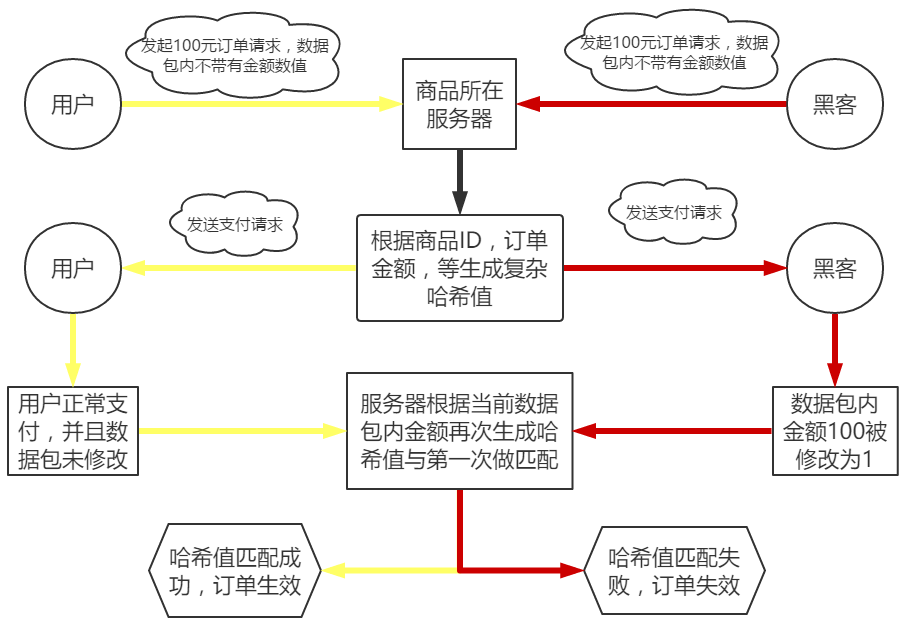 发起100元订单请求，数据
包内不带有金额数值
发起100元订单请求，数据
包内不带有金额数值
用户
商品所在
服务器
黑客
发送支付请求
发送支付请求
用户
根据商品ID，订单
金额，等生成复杂
哈希值
黑客
用户正常支
付，并且数
据包未修改
服务器根据当前数据
包内金额再次生成哈
希值与第一次做匹配
数据包内
金额100被
修改为1
哈希值匹配成
功，订单生效
哈希值匹配失
败，订单失效